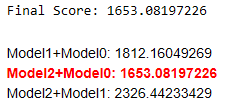 Final Score: 1653.08197226
Model1+Model0: 1812.16049269
Model2+Model0: 1653.08197226
Model2+Model1: 2326.44233429